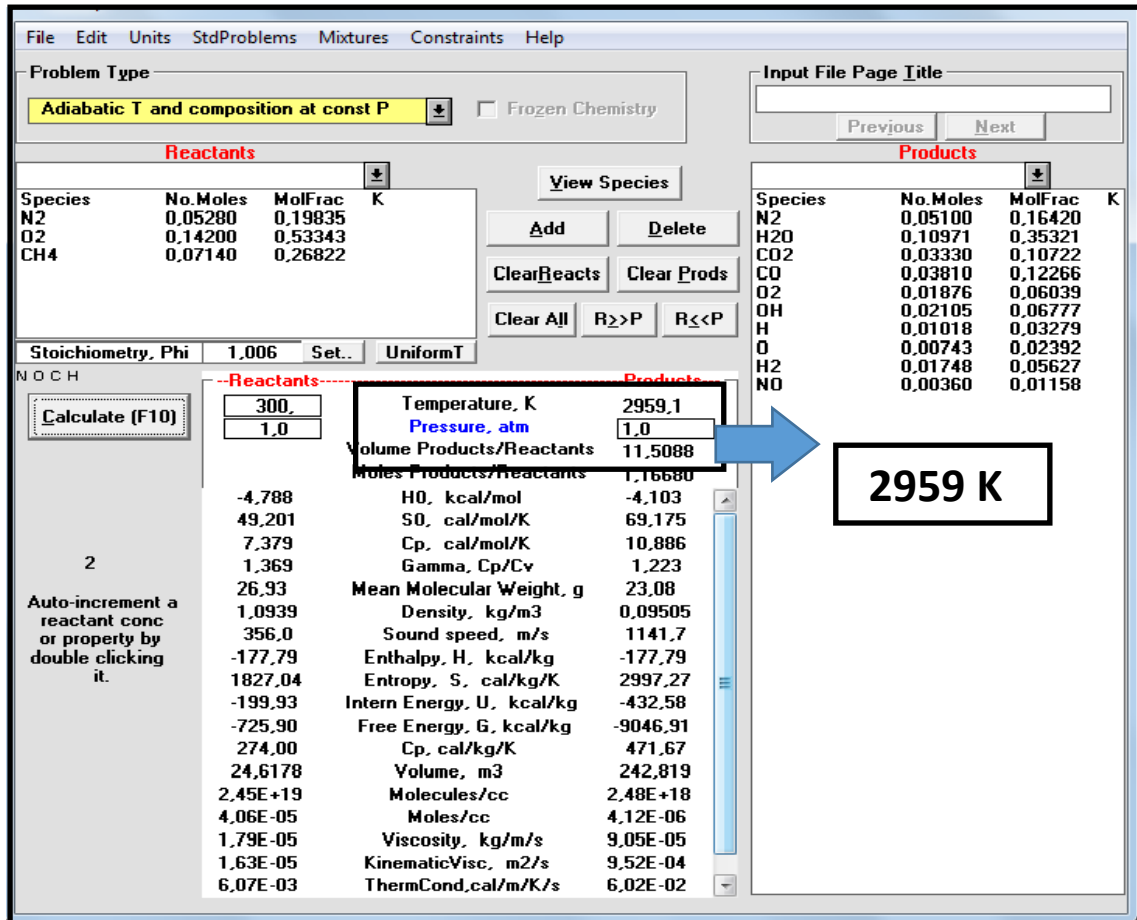 File Edit Units StdProblems Mixtures Constraints Help
Problem Type
Adiabatic T and composition at const P
Frozen Chemistry
Input File Page Title
Previous Next
Reactants
Species No.Moles MolFrac K
N2 0,05280 0,19835
O2 0,14200 0,53343
CH4 0,07140 0,26822
View Species
Add Delete
ClearReacts Clear Prods
Clear All R>>P R<<P
Products
Species No.Moles MolFrac K
N2 0,05100 0,16420
H2O 0,10971 0,35321
CO2 0,03330 0,10722
CO 0,03810 0,12266
O2 0,01876 0,06039
OH 0,02105 0,06777
H 0,01018 0,03279
O 0,00743 0,02392
H2 0,01748 0,05627
NO 0,00360 0,01158
Stoichiometry, Phi 1,006 Set.. UniformT
N O C H
Calculate (F10)
--Reactants---Products---
300, Temperature, K 2959,1
1,0 Pressure, atm 1,0
Volume Products/Reactants 11,5088
Moles Products/Reactants 1,16680
2959 K
-4,788 H0, kcal/mol -4,103
49,201 S0, cal/mol/K 69,175
7,379 Cp, cal/mol/K 10,886
1,369 Gamma, Cp/Cv 1,223
26,93 Mean Molecular Weight, g 23,08
1,0939 Density, kg/m3 0,09505
356,0 Sound speed, m/s 1141,7
-177,79 Enthalpy, H, kcal/kg -177,79
1827,04 Entropy, S, cal/kg/K 2997,27
-199,93 Intern Energy, U, kcal/kg -432,58
-725,90 Free Energy, G, kcal/kg -9046,91
274,00 Cp, cal/kg/K 471,67
24,6178 Volume, m3 242,819
2,45E+19 Molecules/cc 2,48E+18
4,06E-05 Moles/cc 4,12E-06
1,79E-05 Viscosity, kg/m/s 9,05E-05
1,63E-05 KinematicVisc, m2/s 9,52E-04
6,07E-03 ThermCond,cal/m/K/s 6,02E-02
2
Auto-increment a
reactant conc
or property by
double clicking
it.